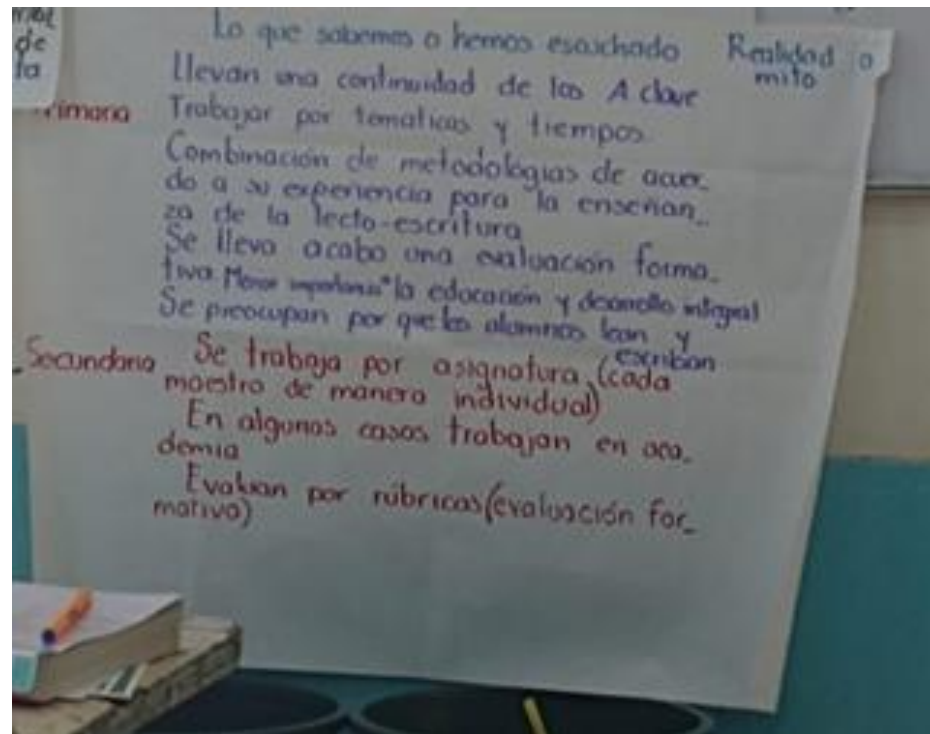 de
la
Lo que sabemos o hemos escuchado Realidad o
mito
Llevan una continuidad de los A clave
Primaria Trabajar por tematicas y tiempos
Combinación de metodologías de acuer_
do a su experiencia para la enseñan_
za de la lecto-escritura
Se lleva acabo una evaluación forma_
tiva Menor importancia "la educación y desarrollo integral
Se preocupan por que los alumnos lean y
escriban
Secundaria Se trabaja por asignatura, (cada
maestro de manera individual)
En algunos casos trabajan en aca_
demia
Evaluan por rúbricas (evaluación for_
mativa)